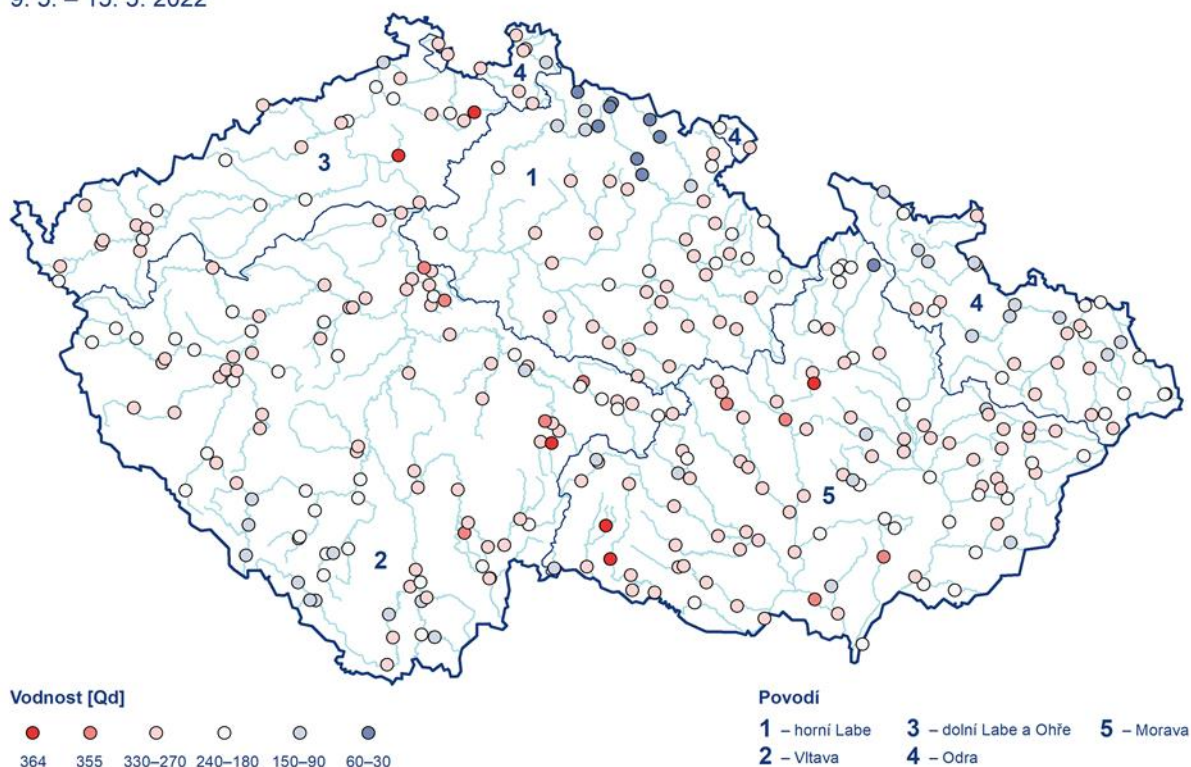 9. 5. – 15. 5. 2022
4
4
3
1
4
5
2
Vodnost [Qd]
364 355 330–270 240–180 150–90 60–30
Povodí
1 – horní Labe 3 – dolní Labe a Ohře 5 – Morava
2 – Vltava 4 – Odra